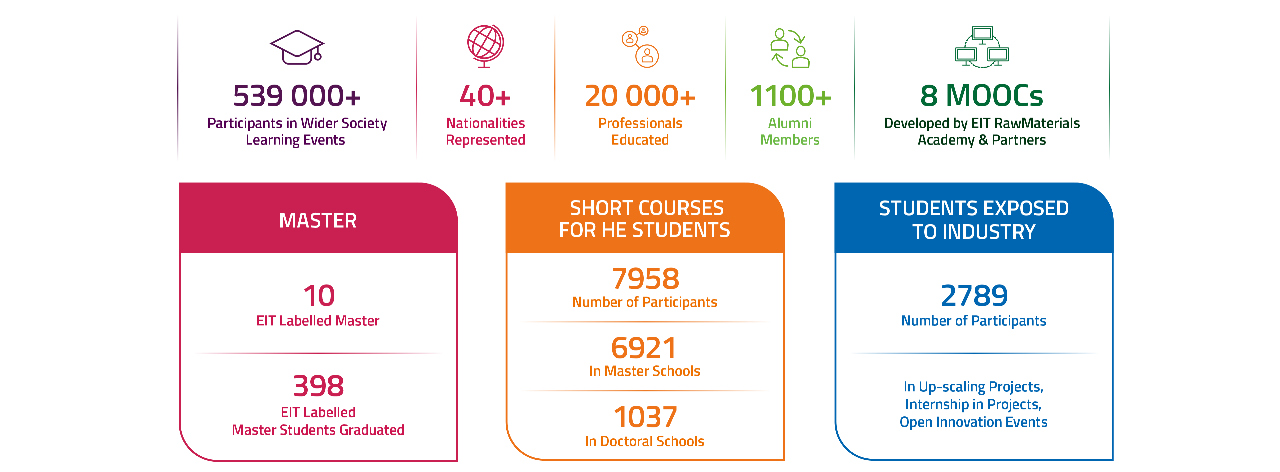 539 000+
Participants in Wider Society
Learning Events
40+
Nationalities
Represented
20 000+
Professionals
Educated
1100+
Alumni
Members
8 MOOCs
Developed by EIT RawMaterials
Academy & Partners
MASTER
10
EIT Labelled Master
398
EIT Labelled
Master Students Graduated
SHORT COURSES
FOR HE STUDENTS
7958
Number of Participants
6921
In Master Schools
1037
In Doctoral Schools
STUDENTS EXPOSED
TO INDUSTRY
2789
Number of Participants
In Up-scaling Projects,
Internship in Projects,
Open Innovation Events